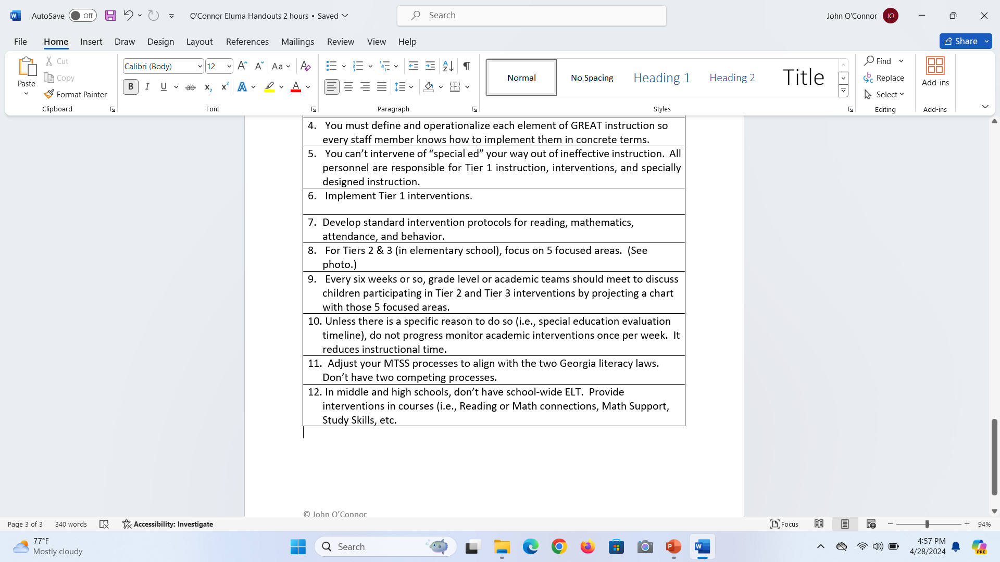 AutoSave Off O'Connor Eluma Handouts 2 hours • Saved Search John O'Connor JO
File Home Insert Draw Design Layout References Mailings Review View Help Share
Paste Cut
Copy
Format Painter
Clipboard
Calibri (Body) 12 Aa
B I U ab x₂ x² A A
Font
Paragraph
Normal No Spacing Heading 1 Heading 2 Title
Styles
Find
Replace
Select
Editing
Add-ins
Add-ins
4. You must define and operationalize each element of GREAT instruction so
every staff member knows how to implement them in concrete terms.
5. You can’t intervene of “special ed” your way out of ineffective instruction. All
personnel are responsible for Tier 1 instruction, interventions, and specially
designed instruction.
6. Implement Tier 1 interventions.
7. Develop standard intervention protocols for reading, mathematics,
attendance, and behavior.
8. For Tiers 2 & 3 (in elementary school), focus on 5 focused areas. (See
photo.)
9. Every six weeks or so, grade level or academic teams should meet to discuss
children participating in Tier 2 and Tier 3 interventions by projecting a chart
with those 5 focused areas.
10. Unless there is a specific reason to do so (i.e., special education evaluation
timeline), do not progress monitor academic interventions once per week. It
reduces instructional time.
11. Adjust your MTSS processes to align with the two Georgia literacy laws.
Don’t have two competing processes.
12. In middle and high schools, don’t have school-wide ELT. Provide
interventions in courses (i.e., Reading or Math connections, Math Support,
Study Skills, etc.
© John O’Connor
Page 3 of 3 340 words Accessibility: Investigate Focus 94%
77°F
Mostly cloudy
Search
4:57 PM
4/28/2024
PRE